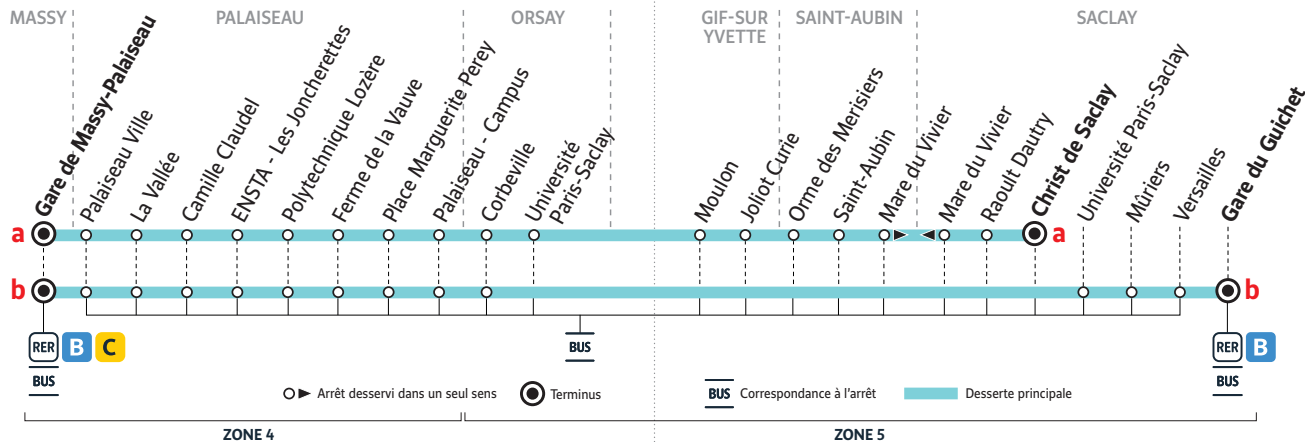 MASSY
PALAISEAU
ORSAY
GIF-SUR
YVETTE
SAINT-AUBIN
SACLAY
Gare de Massy-Palaiseau
Palaiseau Ville
La Vallée
Camille Claudel
ENSTA - Les Joncherettes
Polytechnique Lozère
Ferme de la Vauve
Place Marguerite Perey
Palaiseau - Campus
Corbeville
Université
Paris-Saclay
Moulon
Joliot Curie
Orme des Merisiers
Saint-Aubin
Mare du Vivier
Mare du Vivier
Raoult Dautry
Christ de Saclay
Université Paris-Saclay
Mûriers
Versailles
Gare du Guichet
a
a
b
b
RER B C
BUS
BUS
RER B
BUS
Arrêt desservi dans un seul sens
Terminus
BUS Correspondance à l'arrêt
Desserte principale
ZONE 4
ZONE 5